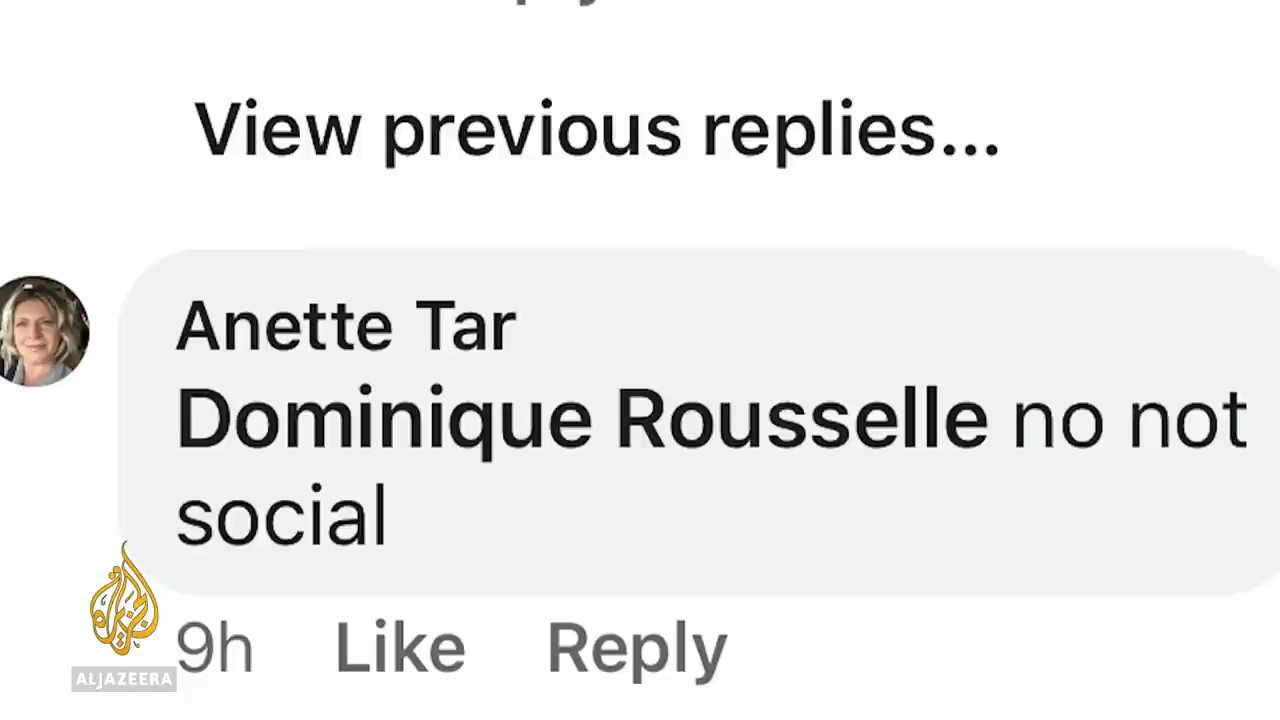 View previous replies...
Anette Tar
Dominique Rousselle no not
social
9h Like Reply
ALJAZEERA